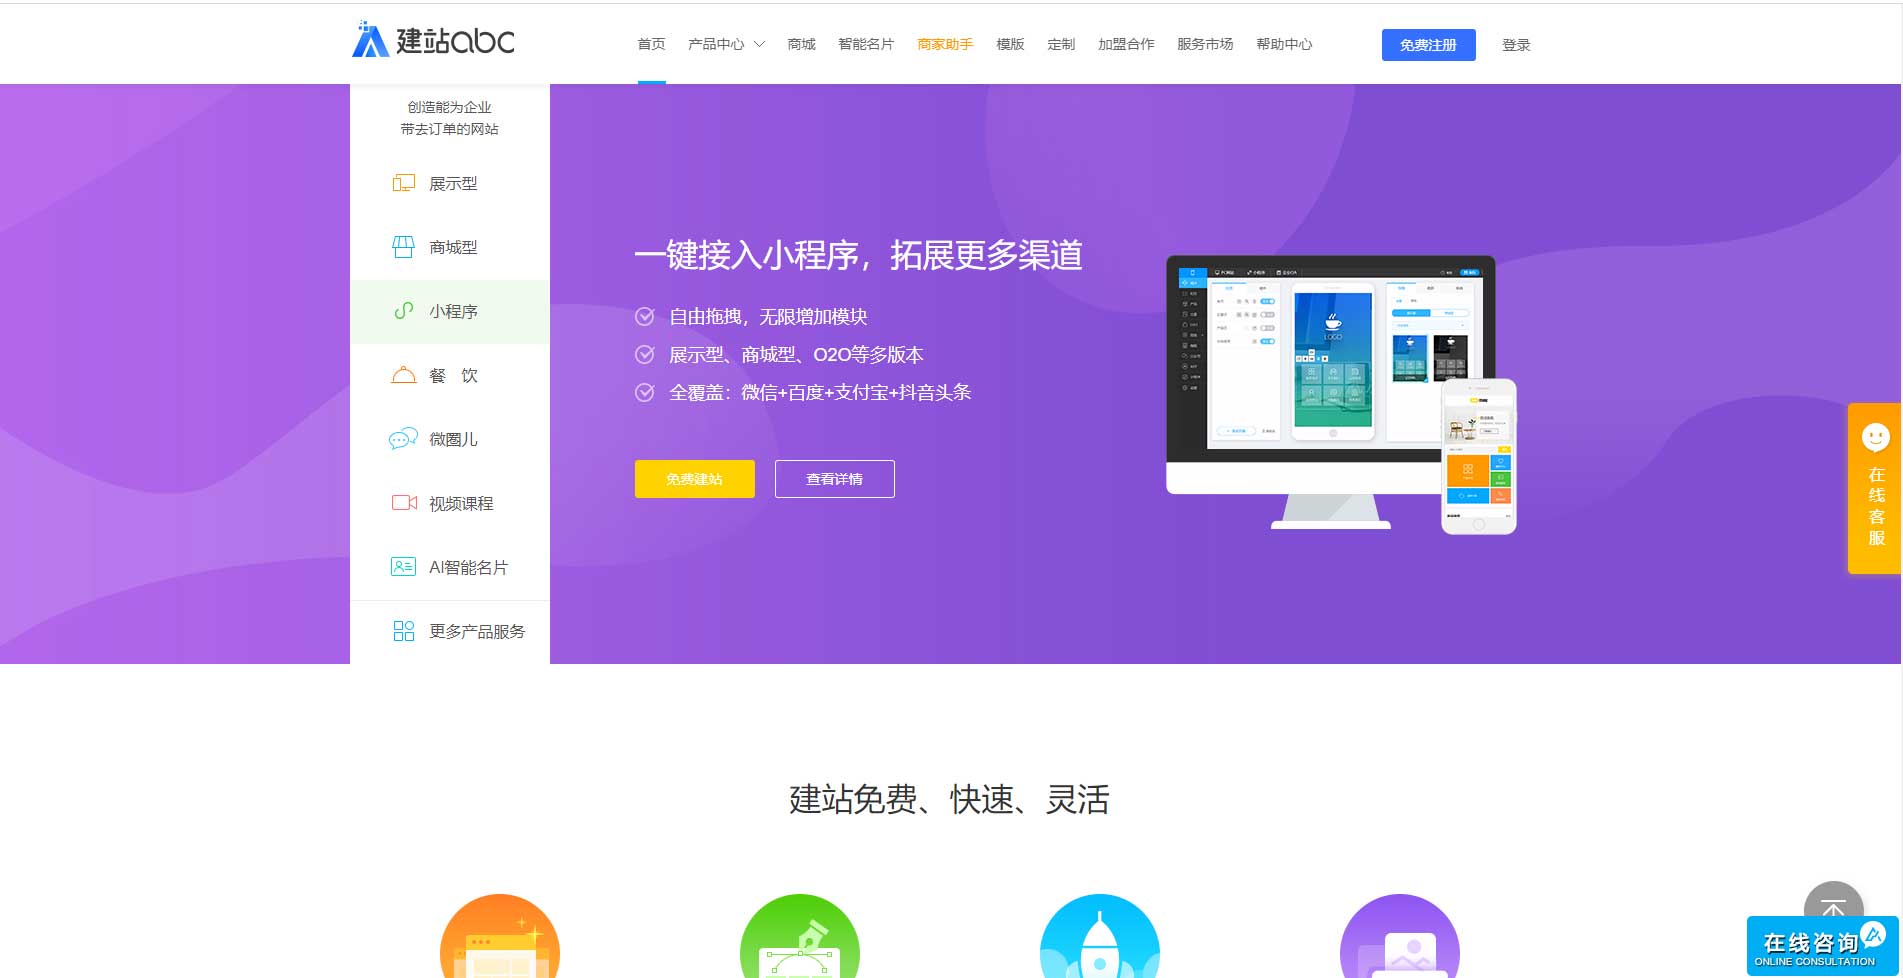 建站abc
首页 产品中心 商城 智能名片 商家助手 模版 定制 加盟合作 服务市场 帮助中心 免费注册 登录
创造能为企业
带去订单的网站
展示型
商城型
小程序
餐 饮
微圈儿
视频课程
AI智能名片
更多产品服务
一键接入小程序，拓展更多渠道
自由拖拽，无限增加模块
展示型、商城型、O2O等多版本
全覆盖：微信+百度+支付宝+抖音头条
免费建站 查看详情
LOGO
在线客服
建站免费、快速、灵活
在线咨询
ONLINE CONSULTATION